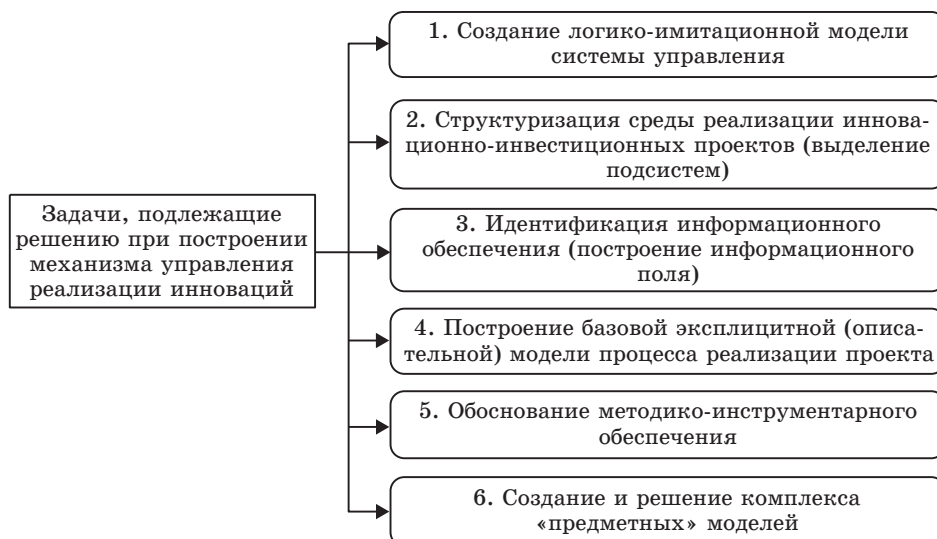 1. Создание логико-имитационной модели
системы управления
2. Структуризация среды реализации иннова-
ционно-инвестиционных проектов (выделение
подсистем)
Задачи, подлежащие
решению при построении
механизма управления
реализации инноваций
3. Идентификация информационного
обеспечения (построение информационного
поля)
4. Построение базовой эксплицитной (описа-
тельной) модели процесса реализации проекта
5. Обоснование методико-инструментарного
обеспечения
6. Создание и решение комплекса
«предметных» моделей